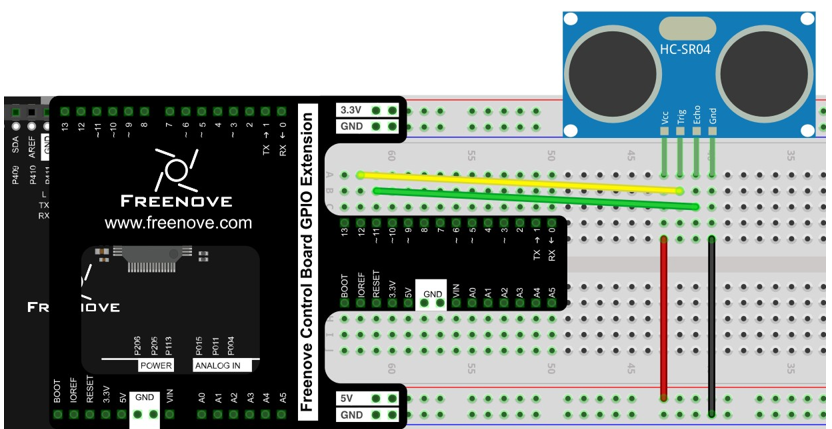 HC-SR04
Vcc
Trig
Echo
Gnd
13
12
~11
~10
~9
8
7
~6
~5
4
~3
2
TX → 1
RX ← 0
3.3V
GND
SDA
AREF
GND
P409
P410
P411
L
TX
RX
FREENOVE
www.freenove.com
Freenove Control Board GPIO Extension
60
55
50
45
35
A
B
C
13
12
~11
~10
~9
8
7
~6
~5
4
~3
2
TX → 1
RX ← 0
BOOT
IOREF
RESET
3.3V
5V
GND
VIN
A0
A1
A2
A3
A4
A5
FREENOVE
P206
P205
P113
P015
P011
P004
POWER
ANALOG IN
H
I
J
60
55
50
45
35
BOOT
IOREF
RESET
3.3V
5V
GND
VIN
A0
A1
A2
A3
A4
A5
5V
GND